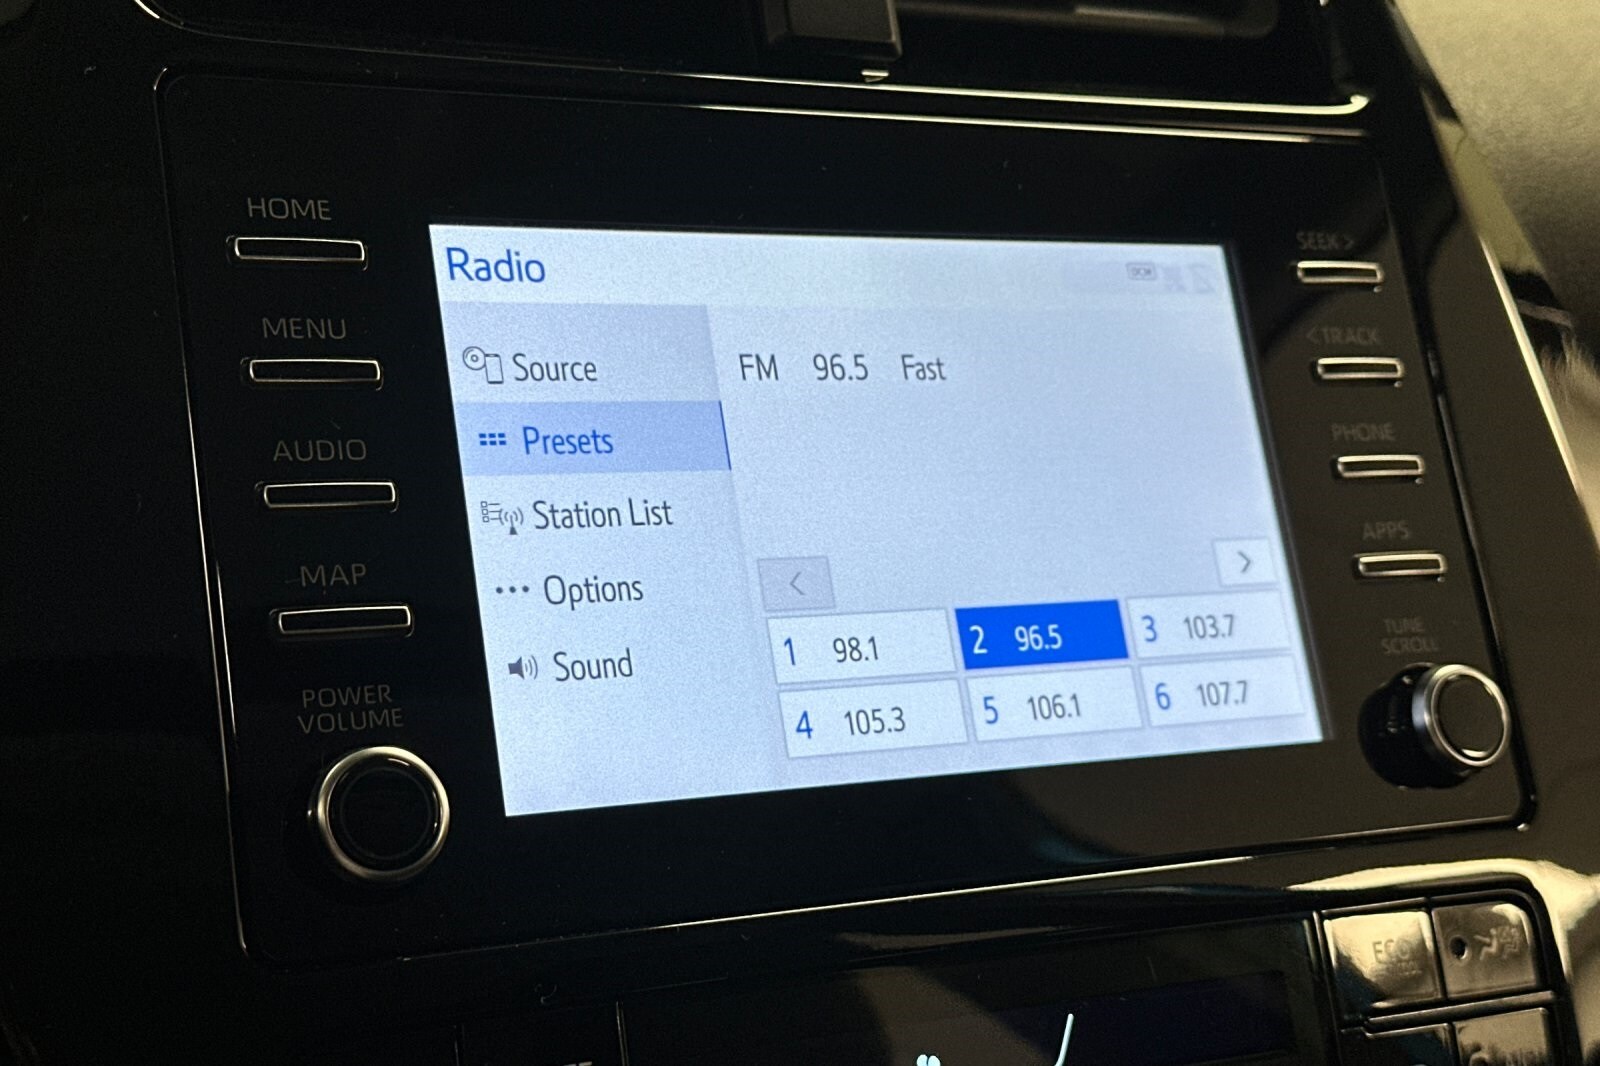 HOME
MENU
AUDIO
MAP
POWER
VOLUME
Radio
DCM
Source
Presets
Station List
Options
Sound
FM 96.5 Fast
<
>
1 98.1
2 96.5
3 103.7
4 105.3
5 106.1
6 107.7
SEEK >
< TRACK
PHONE
APPS
TUNE
SCROLL
ECO